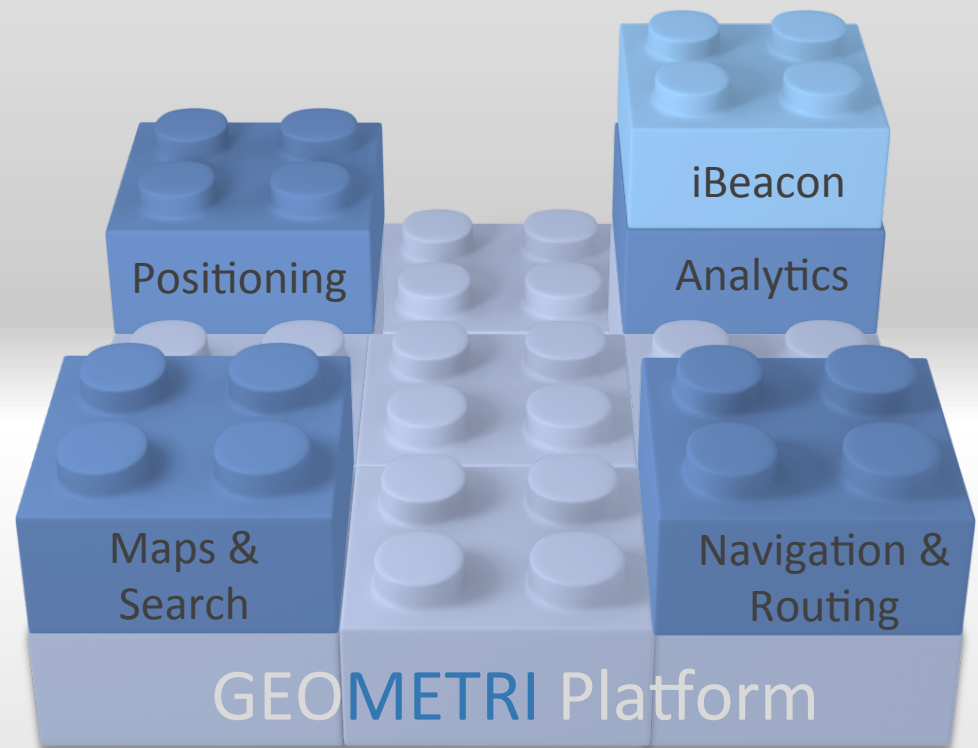 iBeacon
Positioning
Analytics
Maps &
Search
Navigation &
Routing
GEOMETRI Platform